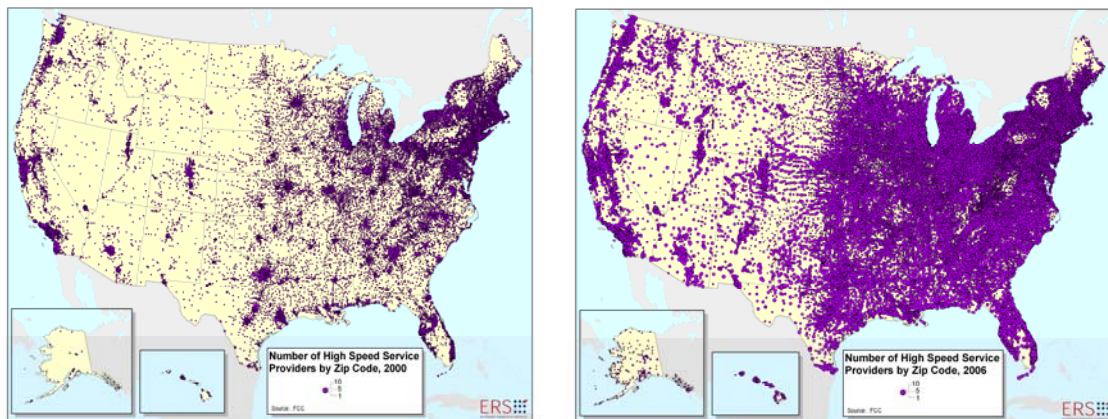 Number of High Speed Service
Providers by Zip Code, 2000
10
5
1
Source: FCC
ERS
Number of High Speed Service
Providers by Zip Code, 2006
10
5
1
Source: FCC
ERS